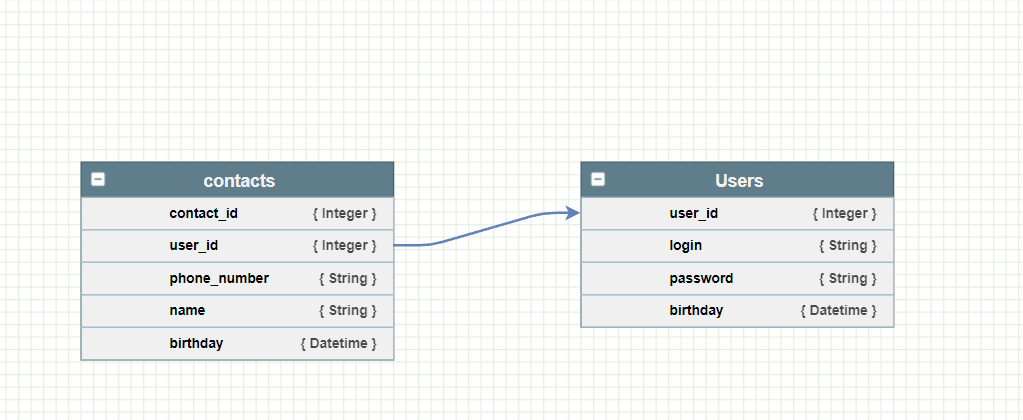 contacts
contact_id { Integer }
user_id { Integer }
phone_number { String }
name { String }
birthday { Datetime }
Users
user_id { Integer }
login { String }
password { String }
birthday { Datetime }